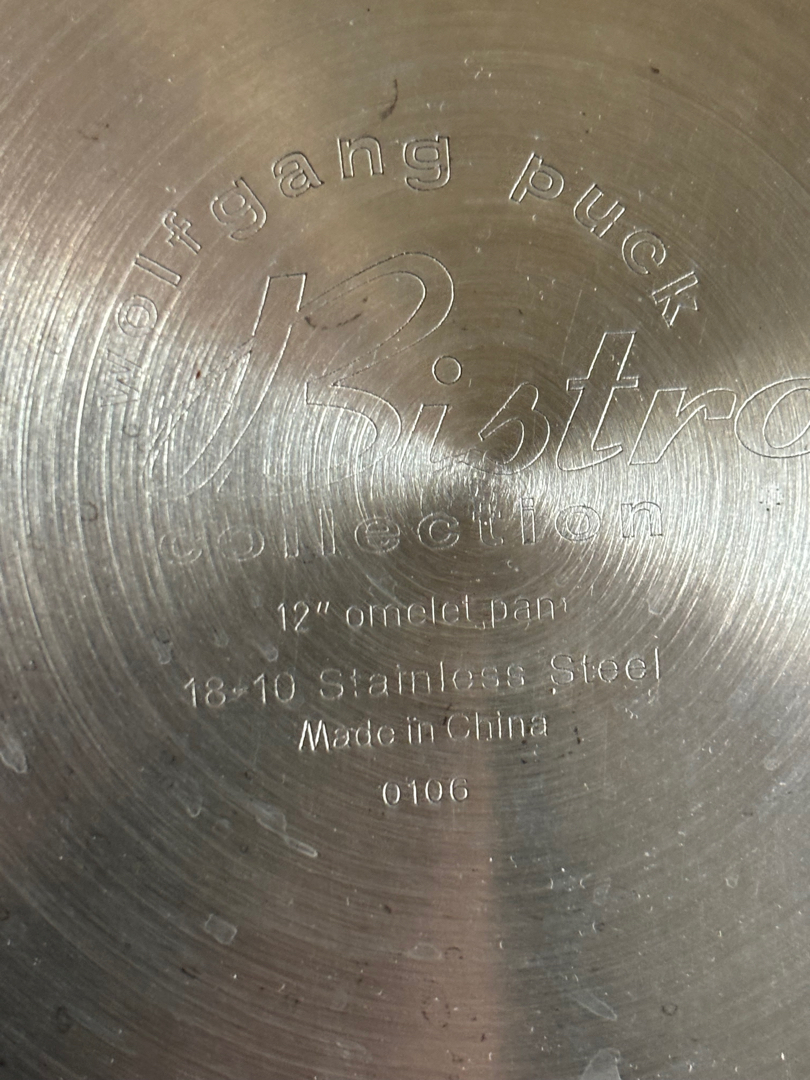 wolfgang puck
Bistro
collection
12" omelet pan
18-10 Stainless Steel
Made in China
0106